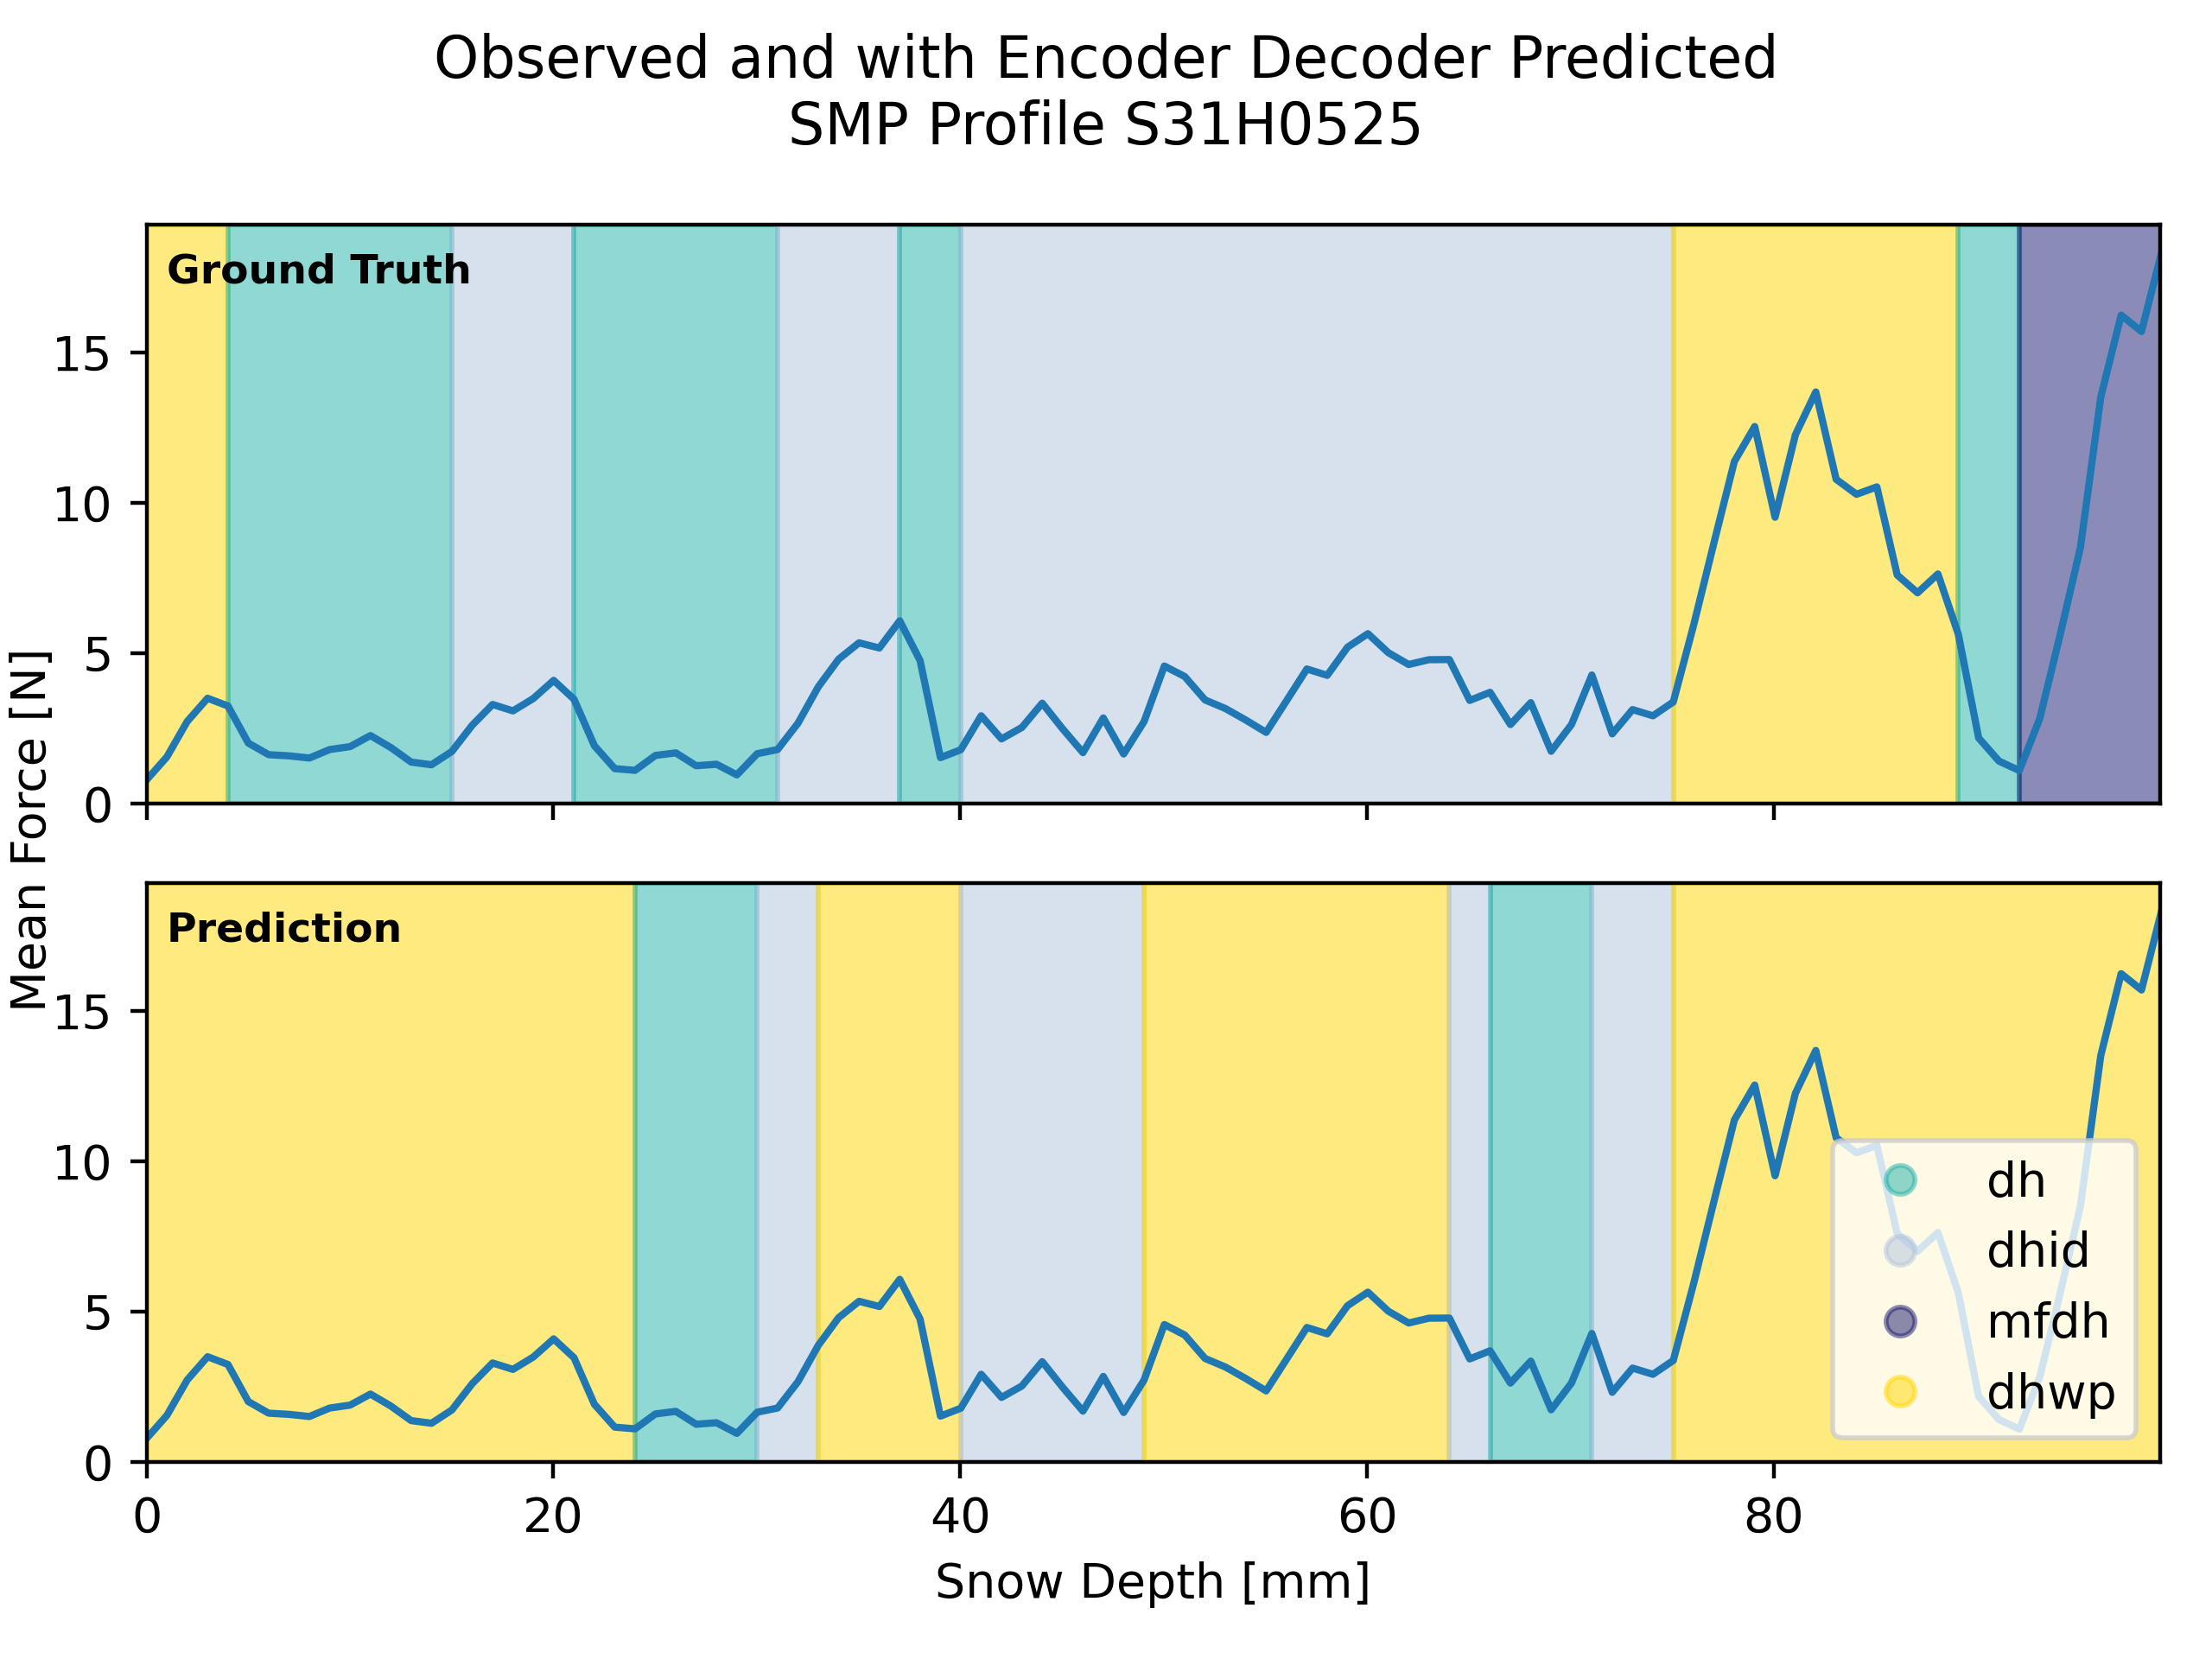 Observed and with Encoder Decoder Predicted
SMP Profile S31H0525
Ground Truth
15
10
5
0
Mean Force [N]
Prediction
15
10
5
0
dh
dhid
mfdh
dhwp
0 20 40 60 80
Snow Depth [mm]